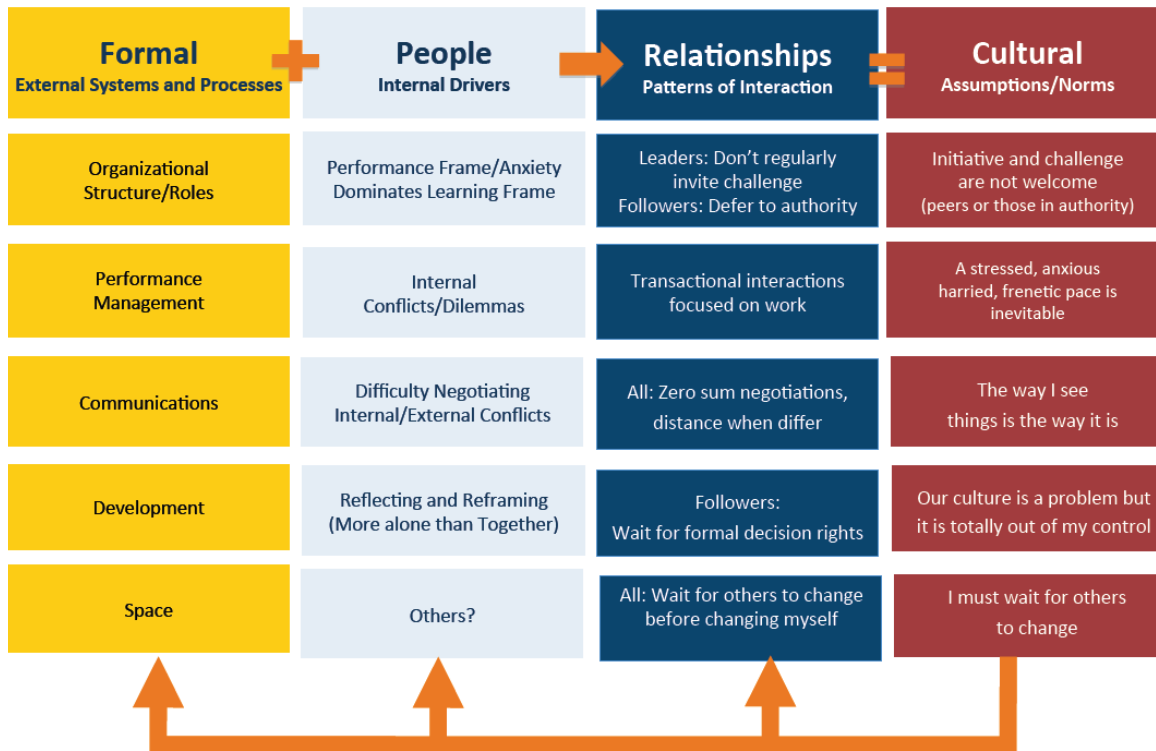 Formal
External Systems and Processes
People
Internal Drivers
Relationships
Patterns of Interaction
Cultural
Assumptions/Norms
Organizational
Structure/Roles
Performance Frame/Anxiety
Dominates Learning Frame
Leaders: Don't regularly
invite challenge
Followers: Defer to authority
Initiative and challenge
are not welcome
(peers or those in authority)
Performance
Management
Internal
Conflicts/Dilemmas
Transactional interactions
focused on work
A stressed, anxious
harried, frenetic pace is
inevitable
Communications
Difficulty Negotiating
Internal/External Conflicts
All: Zero sum negotiations,
distance when differ
The way I see
things is the way it is
Development
Reflecting and Reframing
(More alone than Together)
Followers:
Wait for formal decision rights
Our culture is a problem but
it is totally out of my control
Space
Others?
All: Wait for others to change
before changing myself
I must wait for others
to change